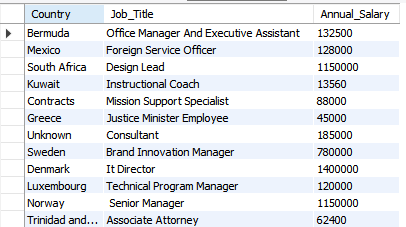 Country Job_Title Annual_Salary
Bermuda Office Manager And Executive Assistant 132500
Mexico Foreign Service Officer 128000
South Africa Design Lead 1150000
Kuwait Instructional Coach 13560
Contracts Mission Support Specialist 88000
Greece Justice Minister Employee 45000
Unknown Consultant 185000
Sweden Brand Innovation Manager 780000
Denmark It Director 1400000
Luxembourg Technical Program Manager 120000
Norway Senior Manager 1150000
Trinidad and... Associate Attorney 62400